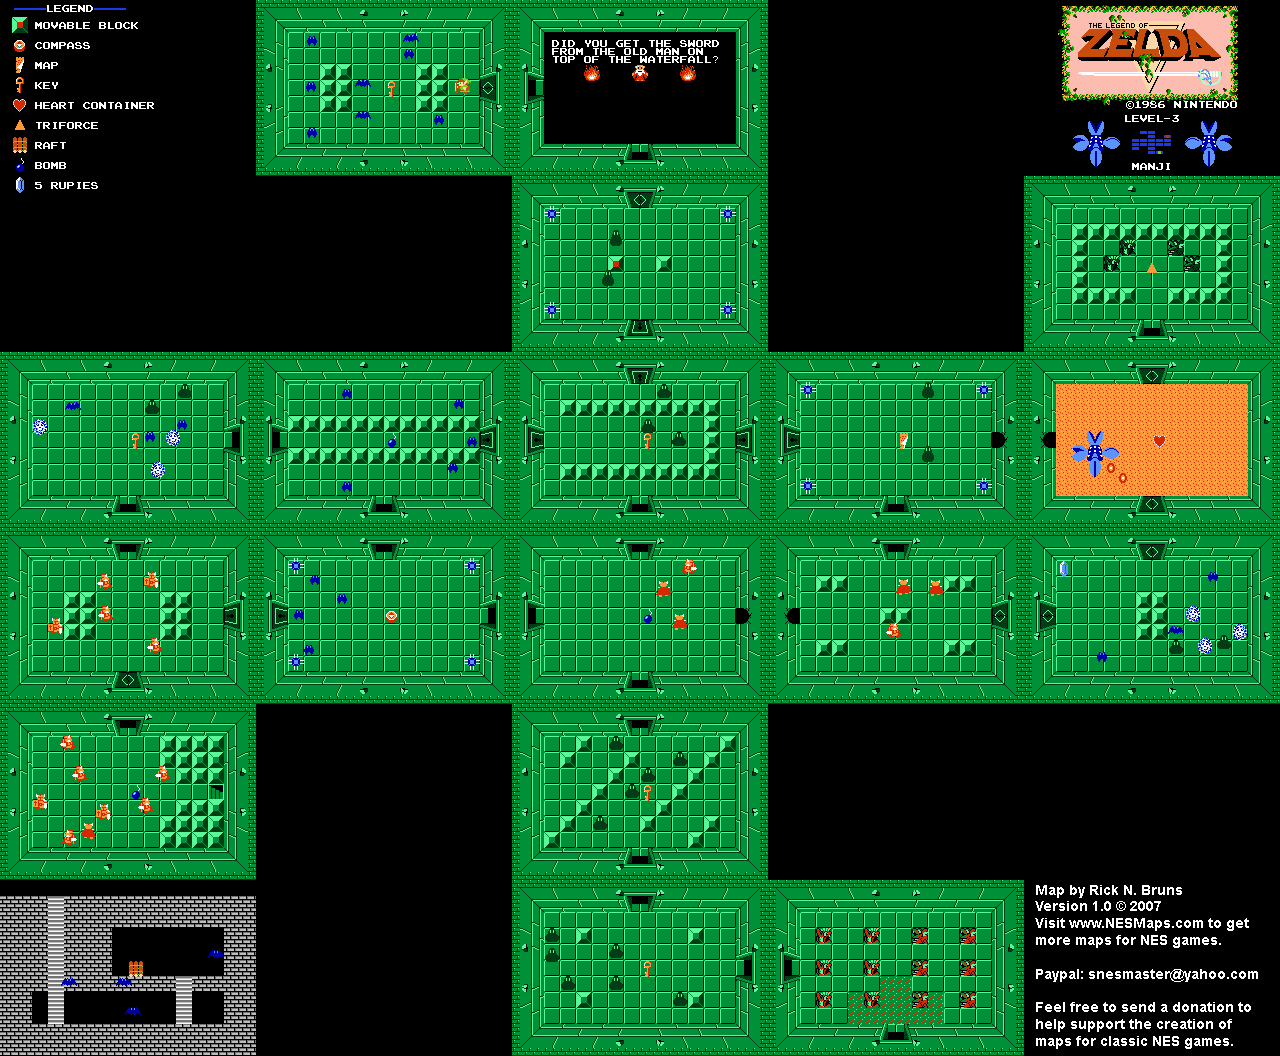 LEGEND
MOVABLE BLOCK
COMPASS
MAP
KEY
HEART CONTAINER
TRIFORCE
RAFT
BOMB
5 RUPIES
DID YOU GET THE SWORD
FROM THE OLD MAN ON
TOP OF THE WATERFALL?
THE LEGEND OF
ZELDA
©1986 NINTENDO
LEVEL-3
MANJI
Map by Rick N. Bruns
Version 1.0 © 2007
Visit www.NESMaps.com to get
more maps for NES games.
Paypal: snesmaster@yahoo.com
Feel free to send a donation to
help support the creation of
maps for classic NES games.